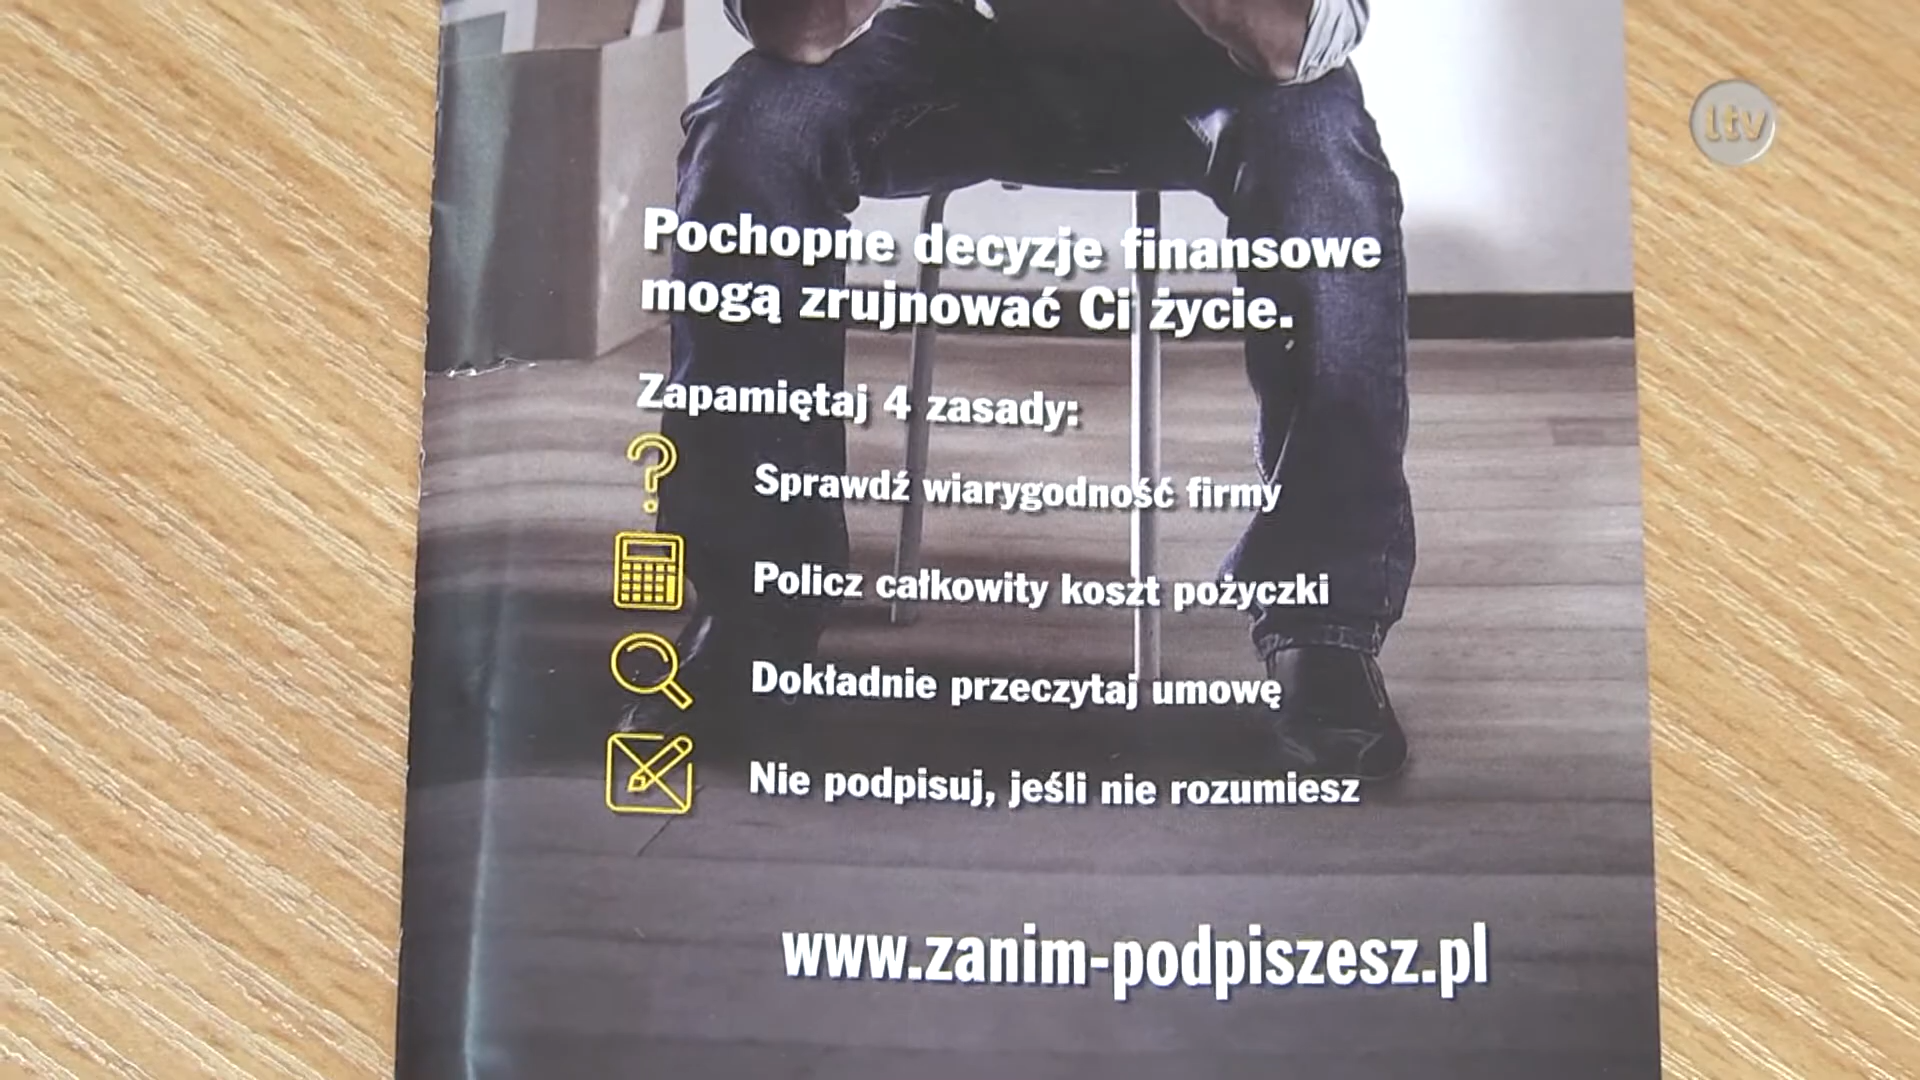 ltv
Pochopne decyzje finansowe
mogą zrujnować Ci życie.
Zapamiętaj 4 zasady:
Sprawdź wiarygodność firmy
Policz całkowity koszt pożyczki
Dokładnie przeczytaj umowę
Nie podpisuj, jeśli nie rozumiesz
www.zanim-podpiszesz.pl